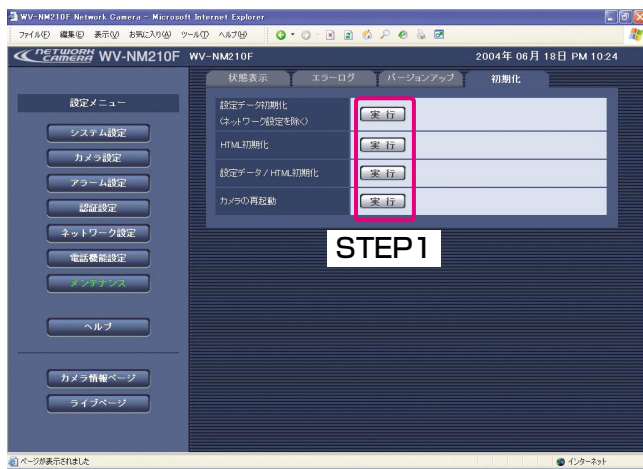 WV-NM210F Network Camera - Microsoft Internet Explorer
ファイル(F) 編集(E) 表示(V) お気に入り(A) ツール(T) ヘルプ(H)
NETWORK CAMERA WV-NM210F WV-NM210F 2004年 06月 18日 PM 10:24
状態表示 エラーログ バージョンアップ 初期化
設定メニュー
システム設定
カメラ設定
アラーム設定
認証設定
ネットワーク設定
電話機能設定
メンテナンス
ヘルプ
カメラ情報ページ
ライブページ
設定データ初期化
(ネットワーク設定を除く) 実 行
HTML初期化 実 行
設定データ / HTML初期化 実 行
カメラの再起動 実 行
STEP1
ページが表示されました インターネット